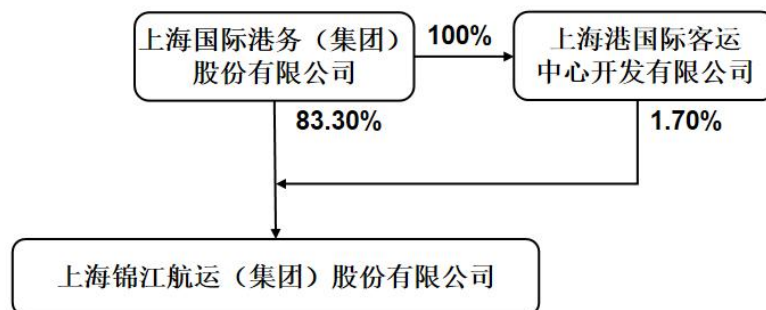 上海国际港务（集团）
股份有限公司
100%
上海港国际客运
中心开发有限公司
83.30%
1.70%
上海锦江航运（集团）股份有限公司